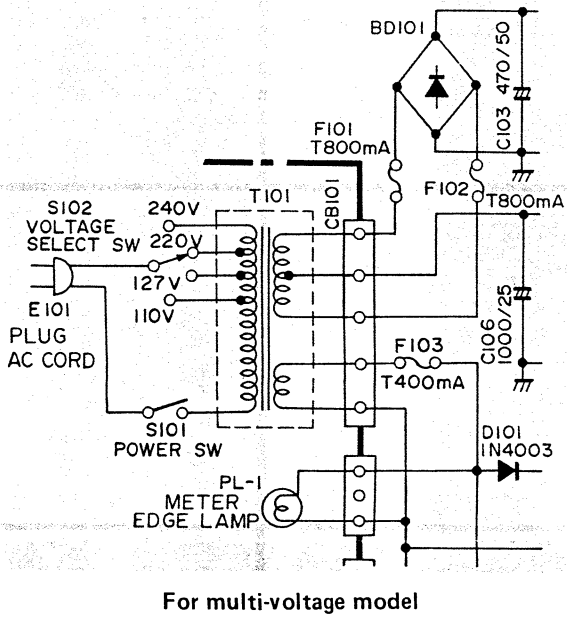 BD101
C103 470/50
F101
T800mA
F102
T800mA
S102
VOLTAGE
SELECT SW
240V
220V
127V
110V
T101
CB101
E101
PLUG
AC CORD
C106
1000/25
F103
T400mA
S101
POWER SW
D101
1N4003
PL-1
METER
EDGE LAMP
For multi-voltage model